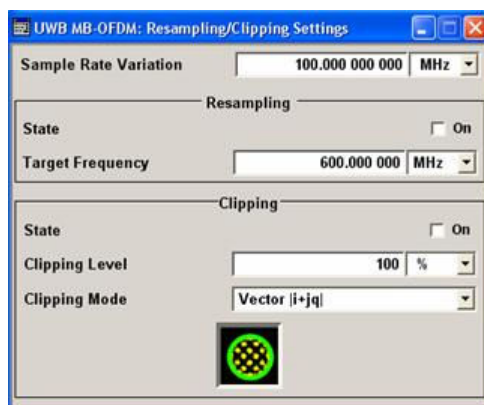 UWB MB-OFDM: Resampling/Clipping Settings
Sample Rate Variation 100.000 000 000 MHz
Resampling
State On
Target Frequency 600.000 000 MHz
Clipping
State On
Clipping Level 100 %
Clipping Mode Vector |i+jq|